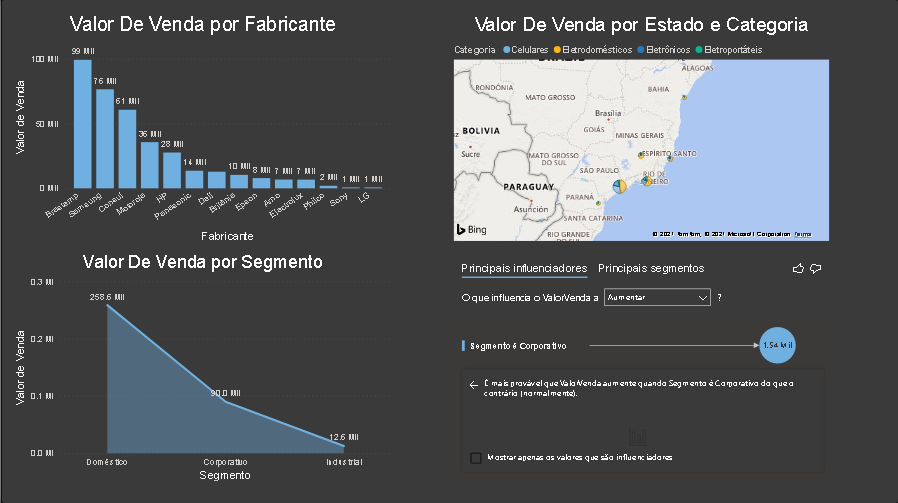 Valor De Venda por Fabricante
Valor de Venda
100 Mil
50 Mil
0 Mil
99 Mil
76 Mil
61 Mil
36 Mil
28 Mil
14 Mil
10 Mil
8 Mil
7 Mil
7 Mil
2 Mil
1 Mil
1 Mil
Brastemp
Samsung
Consul
Motorola
HP
Panasonic
Dell
Britânia
Epson
Arno
Electrolux
Philco
Sony
LG
Fabricante
Valor De Venda por Estado e Categoria
Categoria Celulares Eletrodomésticos Eletrônicos Eletroportáteis
BRAZIL
ALAGOAS
RONDÔNIA
BAHIA
MATO GROSSO
Brasília
BOLIVIA
GOIÁS
MINAS GERAIS
Sucre
MATO GROSSO
DO SUL
ESPÍRITO SANTO
SÃO PAULO
RIO DE
JANEIRO
PARAGUAY
PARANÁ
Asunción
SANTA CATARINA
RIO GRANDE
DO SUL
Bing
© 2021 TomTom, © 2021 Microsoft Corporation Terms
Valor De Venda por Segmento
Valor de Venda
0.3 Mi
0.2 Mi
0.1 Mi
0.0 Mi
258.6 Mil
90.0 Mil
12.6 Mil
Doméstico
Corporativo
Industrial
Segmento
Principais influenciadores Principais segmentos
O que influencia o ValorVenda a Aumentar ?
Segmento é Corporativo
1.54 Mil
É mais provável que ValorVenda aumente quando Segmento é Corporativo do que o
contrário (normalmente).
Mostrar apenas os valores que são influenciadores